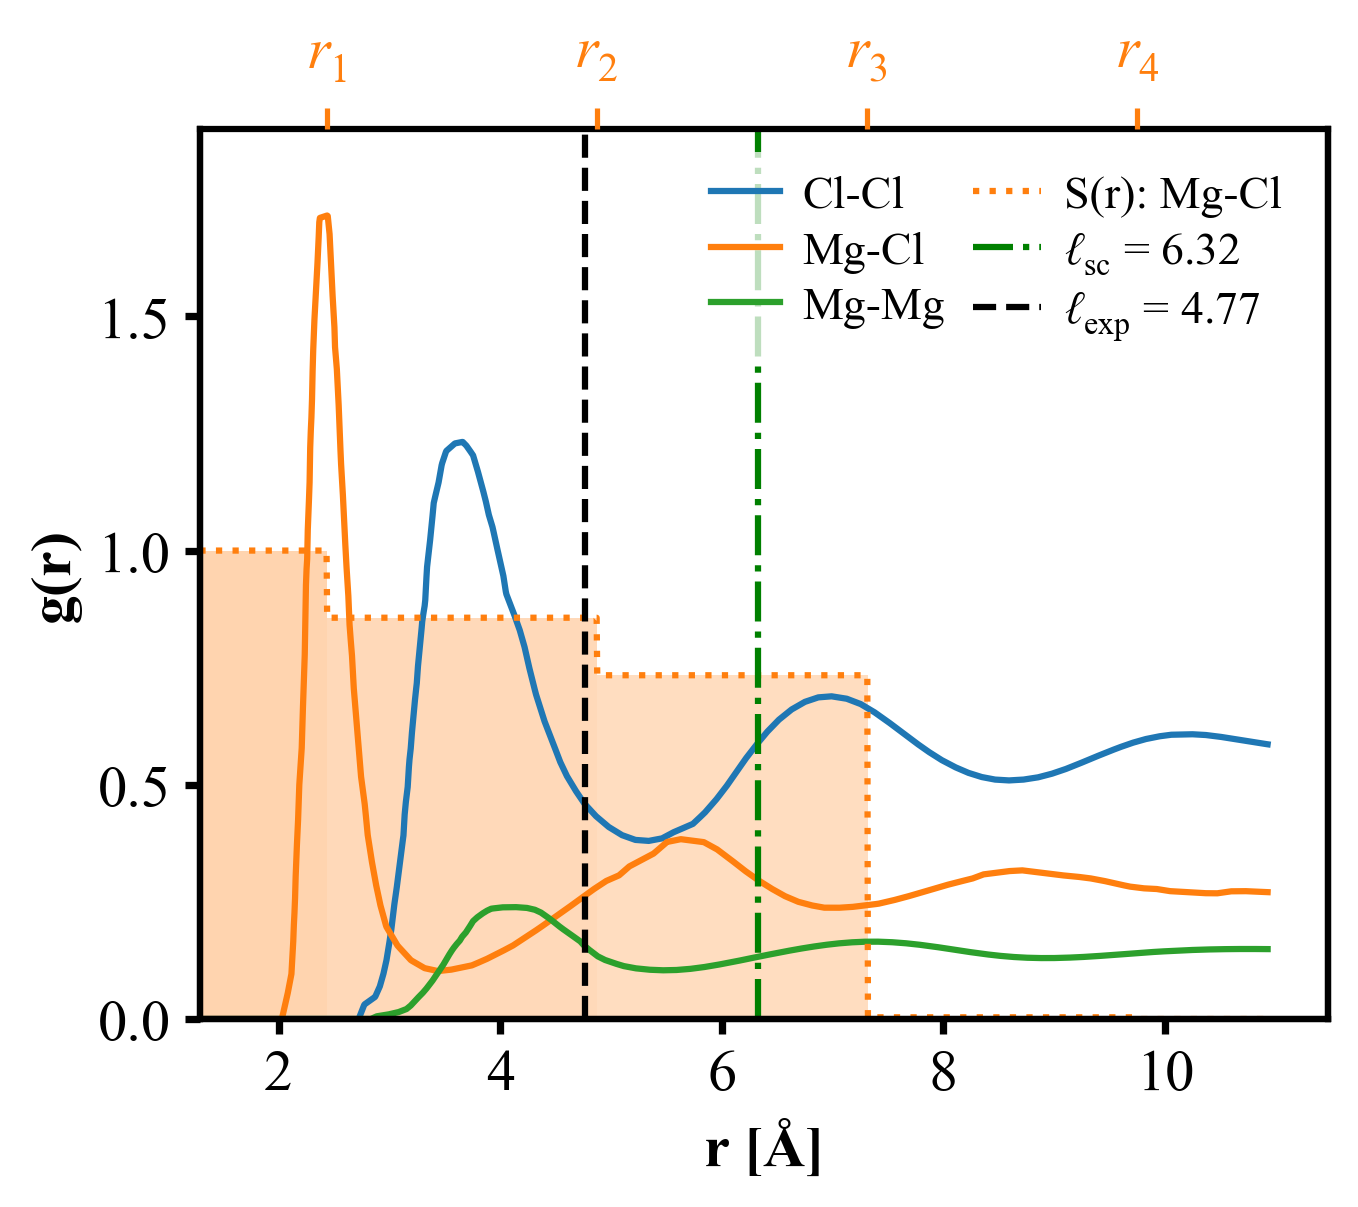 r1 r2 r3 r4
Cl-Cl
Mg-Cl
Mg-Mg
S(r): Mg-Cl
ℓsc = 6.32
ℓexp = 4.77
g(r)
1.5
1.0
0.5
0.0
2 4 6 8 10
r [Å]